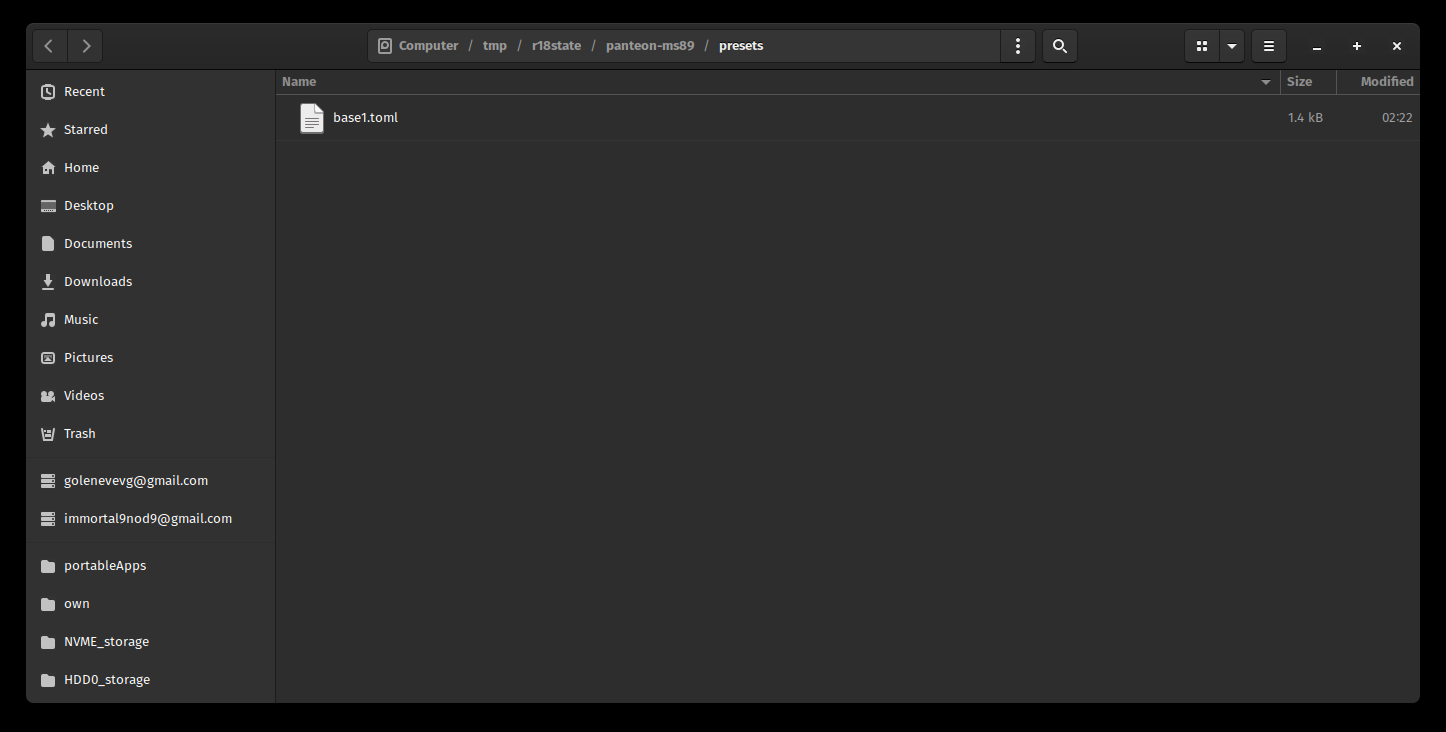 Computer / tmp / r18state / panteon-ms89 / presets
Name Size Modified
base1.toml 1.4 kB 02:22
Recent
Starred
Home
Desktop
Documents
Downloads
Music
Pictures
Videos
Trash
golenevevg@gmail.com
immortal9nod9@gmail.com
portableApps
own
NVME_storage
HDD0_storage